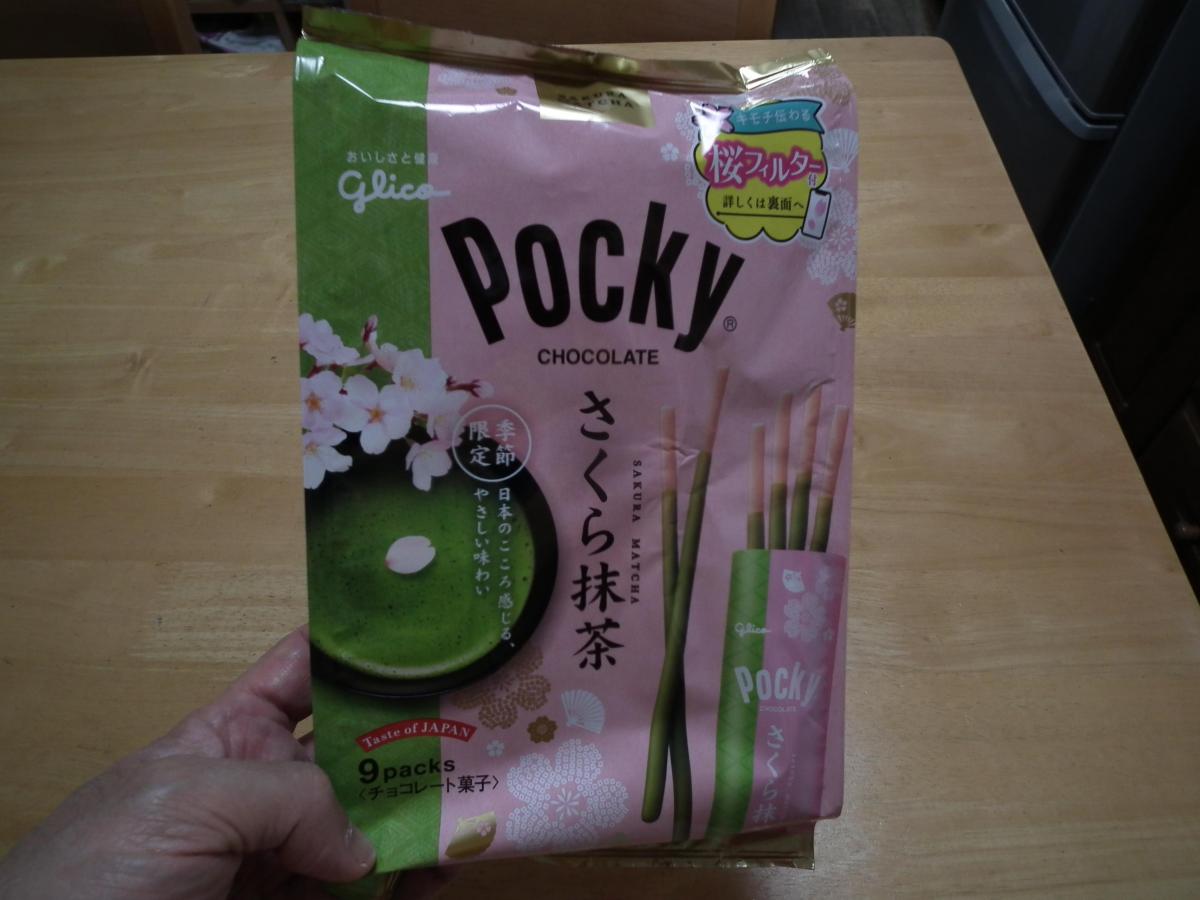 SAKURA
MATCHA
キモチ伝わる
桜フィルター付
詳しくは裏面へ
おいしさと健康
Glico
Pocky®
CHOCOLATE
さくら抹茶
SAKURA MATCHA
季節
限定
日本のこころ感じる、
やさしい味わい
Taste of JAPAN
9packs
〈チョコレート菓子〉
Glico
Pocky
CHOCOLATE
さくら抹